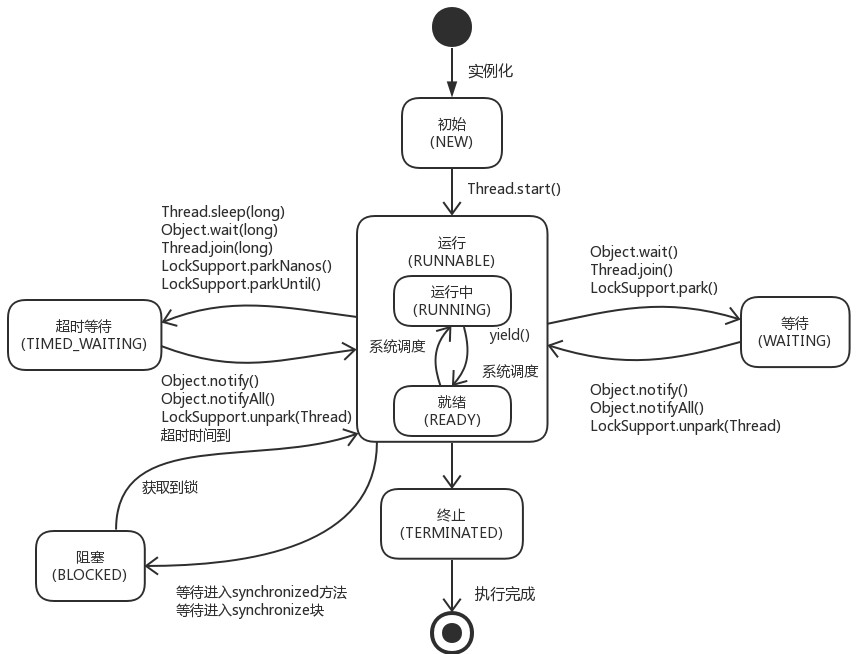 实例化
初始
(NEW)
Thread.start()
Thread.sleep(long)
Object.wait(long)
Thread.join(long)
LockSupport.parkNanos()
LockSupport.parkUntil()
运行
(RUNNABLE)
运行中
(RUNNING)
yield()
系统调度
系统调度
就绪
(READY)
Object.wait()
Thread.join()
LockSupport.park()
超时等待
(TIMED_WAITING)
等待
(WAITING)
Object.notify()
Object.notifyAll()
LockSupport.unpark(Thread)
超时时间到
Object.notify()
Object.notifyAll()
LockSupport.unpark(Thread)
获取到锁
终止
(TERMINATED)
阻塞
(BLOCKED)
等待进入synchronized方法
等待进入synchronize块
执行完成